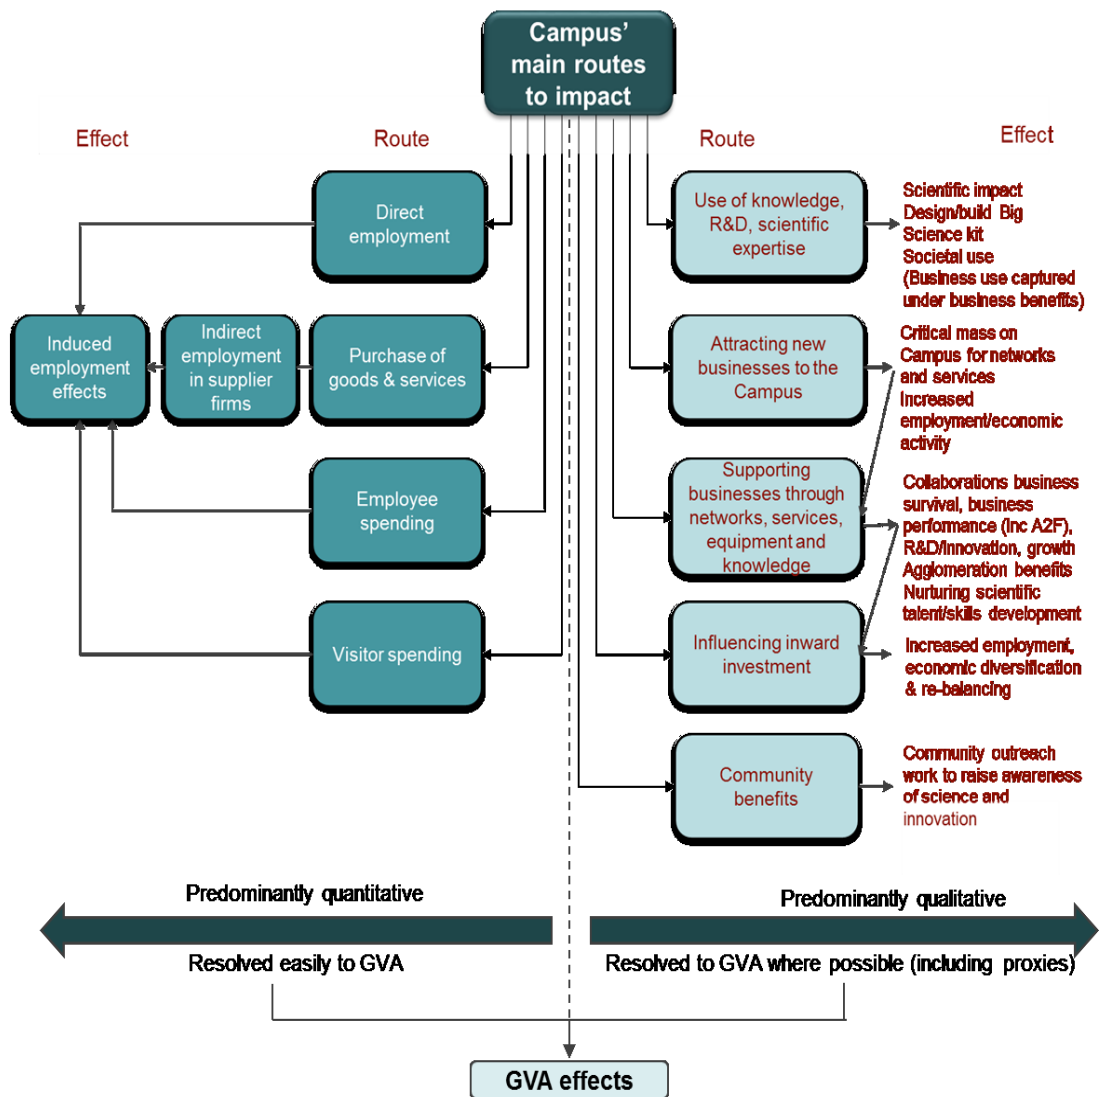 Campus'
main routes
to impact
Effect
Route
Route
Effect
Direct
employment
Induced
employment
effects
Indirect
employment
in supplier
firms
Purchase of
goods & services
Employee
spending
Visitor spending
Use of knowledge,
R&D, scientific
expertise
Scientific impact
Design/build Big
Science kit
Societal use
(Business use captured
under business benefits)
Attracting new
businesses to the
Campus
Critical mass on
Campus for networks
and services
Increased
employment/economic
activity
Supporting
businesses through
networks, services,
equipment and
knowledge
Collaborations business
survival, business
performance (inc A2F),
R&D/Innovation, growth
Agglomeration benefits
Nurturing scientific
talent/skills development
Influencing inward
investment
Increased employment,
economic diversification
& re-balancing
Community
benefits
Community outreach
work to raise awareness
of science and
innovation
Predominantly quantitative
Resolved easily to GVA
Predominantly qualitative
Resolved to GVA where possible (including proxies)
GVA effects